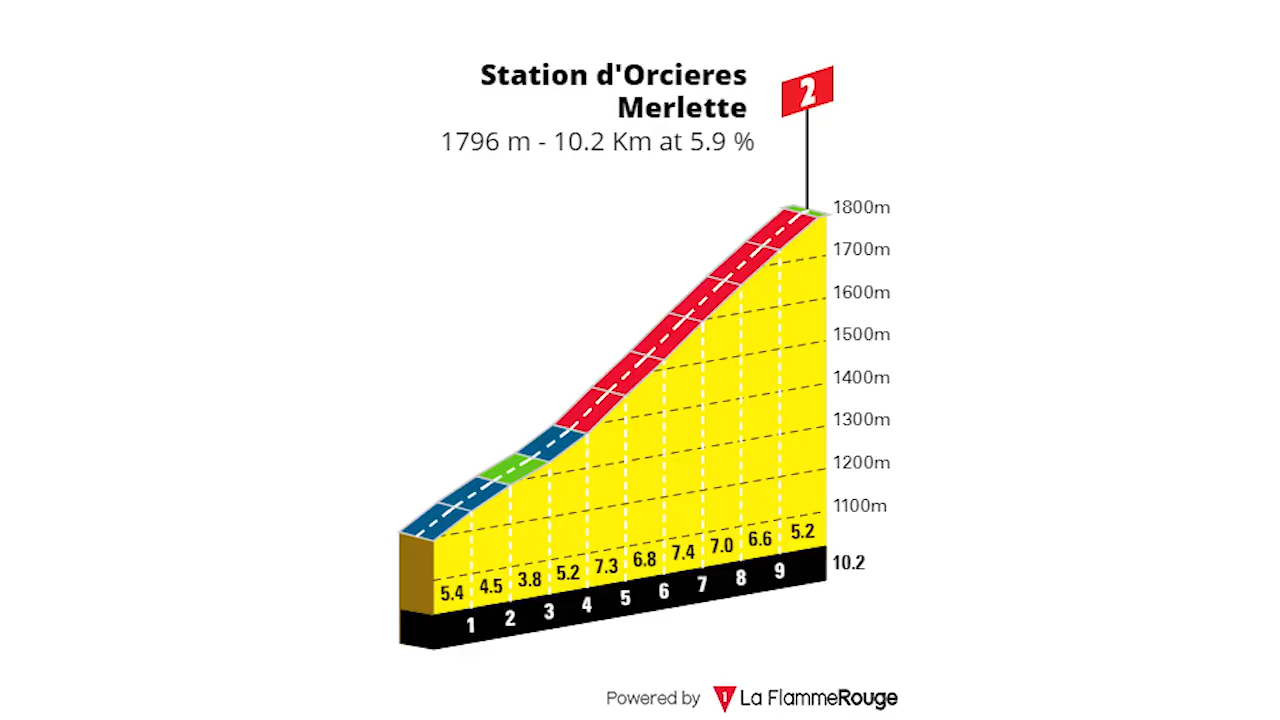 Station d'Orcieres
Merlette
1796 m - 10.2 Km at 5.9 %
2
1800m
1700m
1600m
1500m
1400m
1300m
1200m
1100m
5.4 4.5 3.8 5.2 7.3 6.8 7.4 7.0 6.6 5.2
1 2 3 4 5 6 7 8 9 10.2
Powered by 1 La FlammeRouge